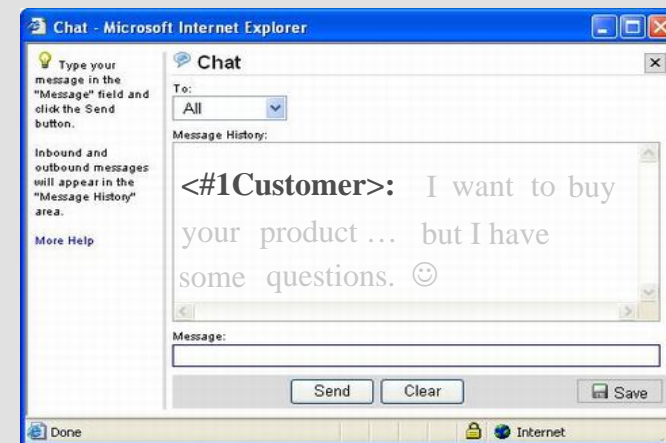 Chat - Microsoft Internet Explorer
Type your
message in the
"Message" field and
click the Send
button.
Inbound and
outbound messages
will appear in the
"Message History"
area.
More Help
Chat
To:
All
Message History:
<#1Customer>: I want to buy
your product … but I have
some questions. ☺
Message:
Send Clear Save
Done Internet